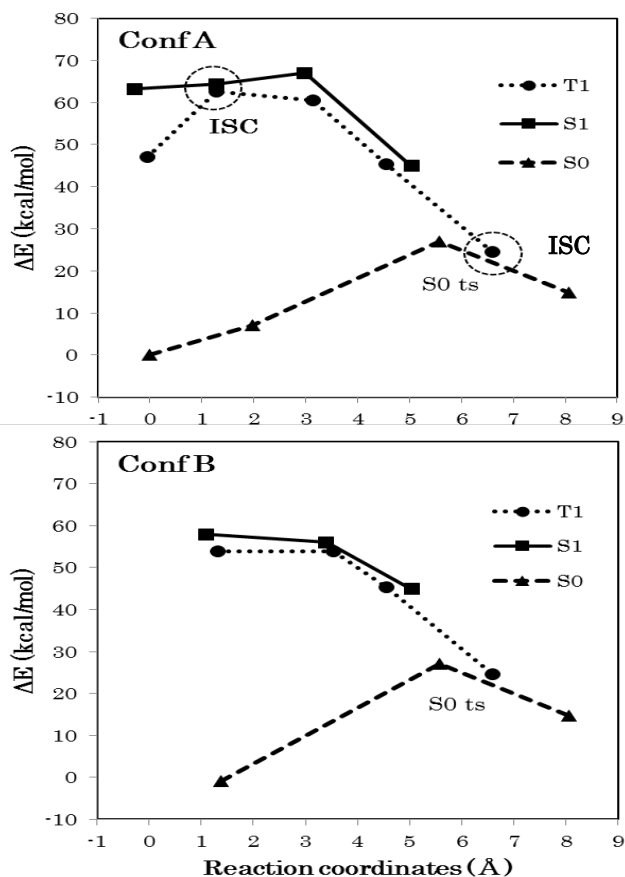 80
Conf A
70
60
50
40
30
20
10
0
-10
ΔE (kcal/mol)
ISC
T1
S1
S0
ISC
S0 ts
-1 0 1 2 3 4 5 6 7 8 9
80
Conf B
70
60
50
40
30
20
10
0
-10
ΔE (kcal/mol)
T1
S1
S0
S0 ts
-1 0 1 2 3 4 5 6 7 8 9
Reaction coordinates (Å)